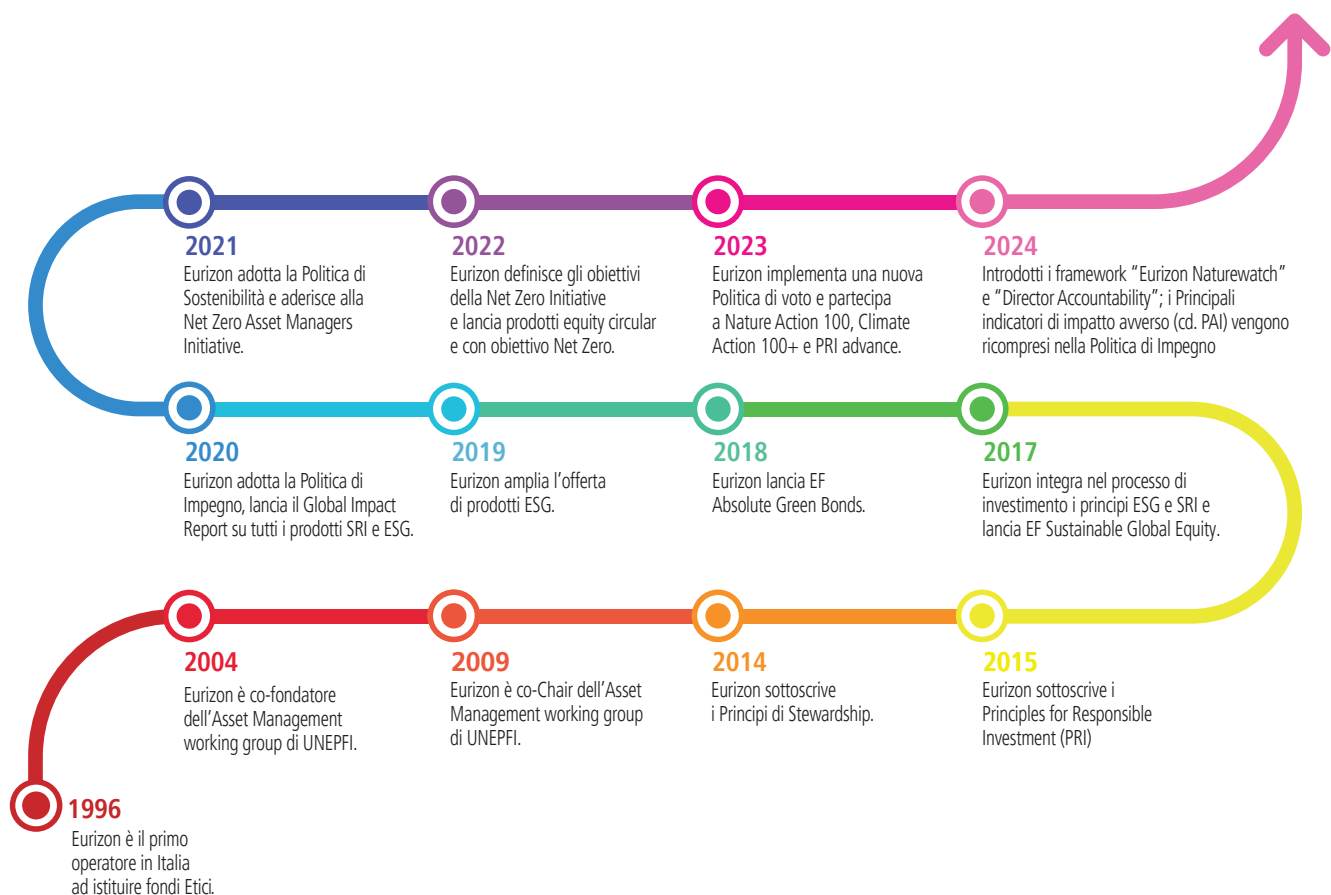 2021
Eurizon adotta la Politica di
Sostenibilità e aderisce alla
Net Zero Asset Managers
Initiative.
2022
Eurizon definisce gli obiettivi
della Net Zero Initiative
e lancia prodotti equity circular
e con obiettivo Net Zero.
2023
Eurizon implementa una nuova
Politica di voto e partecipa
a Nature Action 100, Climate
Action 100+ e PRI advance.
2024
Introdotti i framework “Eurizon Naturewatch”
e “Director Accountability”; i Principali
indicatori di impatto avverso (cd. PAI) vengono
ricompresi nella Politica di Impegno
2020
Eurizon adotta la Politica di
Impegno, lancia il Global Impact
Report su tutti i prodotti SRI e ESG.
2019
Eurizon amplia l’offerta
di prodotti ESG.
2018
Eurizon lancia EF
Absolute Green Bonds.
2017
Eurizon integra nel processo di
investimento i principi ESG e SRI e
lancia EF Sustainable Global Equity.
2004
Eurizon è co-fondatore
dell’Asset Management
working group di UNEPFI.
2009
Eurizon è co-Chair dell’Asset
Management working group
di UNEPFI.
2014
Eurizon sottoscrive
i Principi di Stewardship.
2015
Eurizon sottoscrive i
Principles for Responsible
Investment (PRI)
1996
Eurizon è il primo
operatore in Italia
ad istituire fondi Etici.